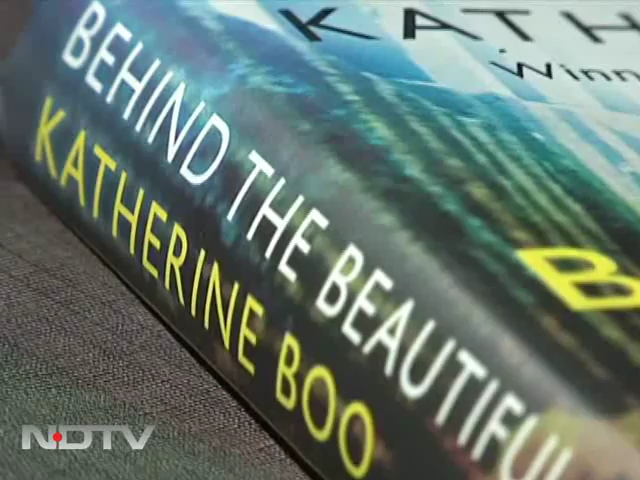 KATH
Winn
B
BEHIND THE BEAUTIFUL
KATHERINE BOO
NDTV